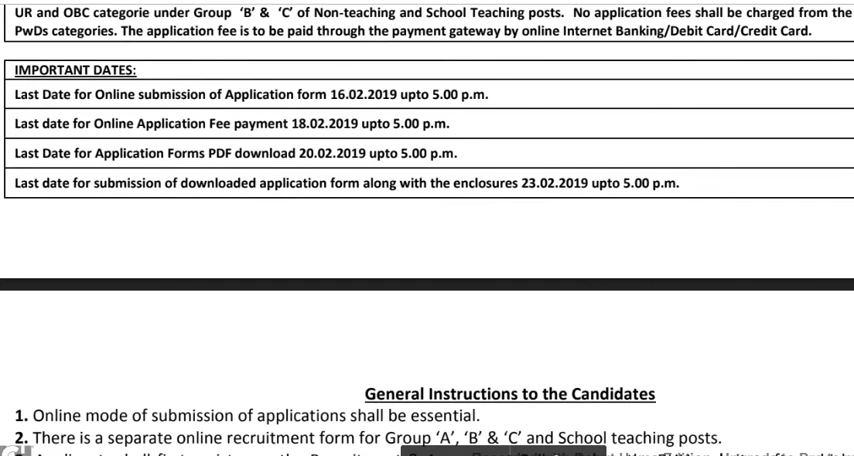 UR and OBC categorie under Group ‘B’ & ‘C’ of Non-teaching and School Teaching posts. No application fees shall be charged from the
PwDs categories. The application fee is to be paid through the payment gateway by online Internet Banking/Debit Card/Credit Card.
IMPORTANT DATES:
Last Date for Online submission of Application form 16.02.2019 upto 5.00 p.m.
Last date for Online Application Fee payment 18.02.2019 upto 5.00 p.m.
Last Date for Application Forms PDF download 20.02.2019 upto 5.00 p.m.
Last date for submission of downloaded application form along with the enclosures 23.02.2019 upto 5.00 p.m.
General Instructions to the Candidates
1. Online mode of submission of applications shall be essential.
2. There is a separate online recruitment form for Group ‘A’, ‘B’ & ‘C’ and School teaching posts.